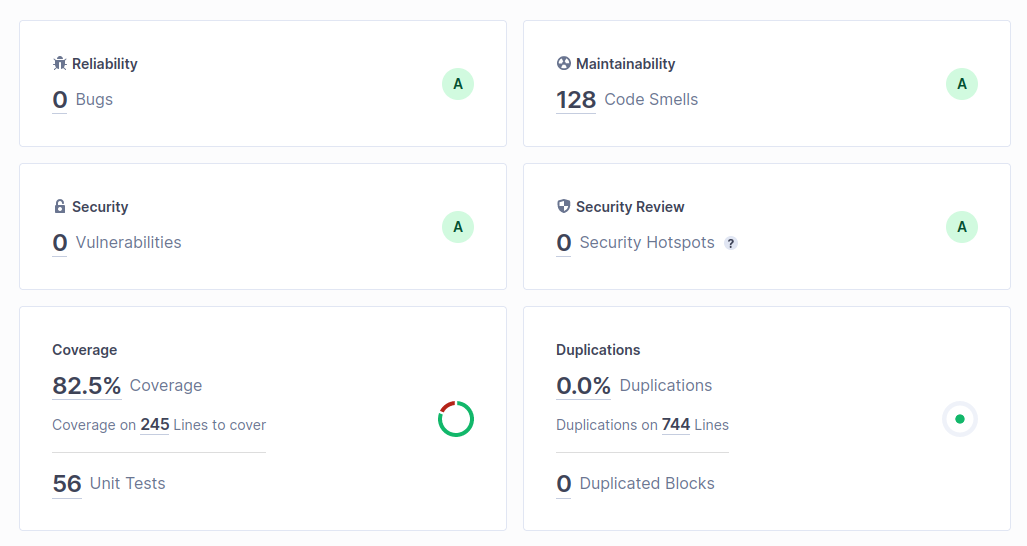 Reliability
0 Bugs
A
Maintainability
128 Code Smells
A
Security
0 Vulnerabilities
A
Security Review
0 Security Hotspots ?
A
Coverage
82.5% Coverage
Coverage on 245 Lines to cover
56 Unit Tests
Duplications
0.0% Duplications
Duplications on 744 Lines
0 Duplicated Blocks